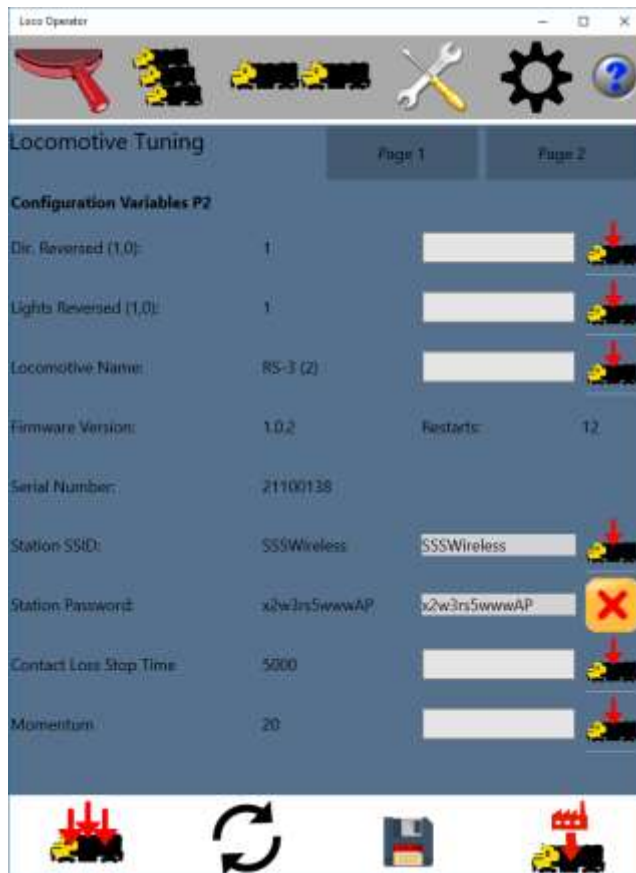 Loco Operator
Locomotive Tuning
Page 1
Page 2
Configuration Variables P2
Dir. Reversed (1,0): 1
Lights Reversed (1,0): 1
Locomotive Name: RS-3 (2)
Firmware Version: 1.0.2 Restarts: 12
Serial Number: 21100138
Station SSID: SSSWireless SSSWireless
Station Password: x2w3rs5wwwAP x2w3rs5wwwAP
Contact Loss Stop Time 5000
Momentum 20